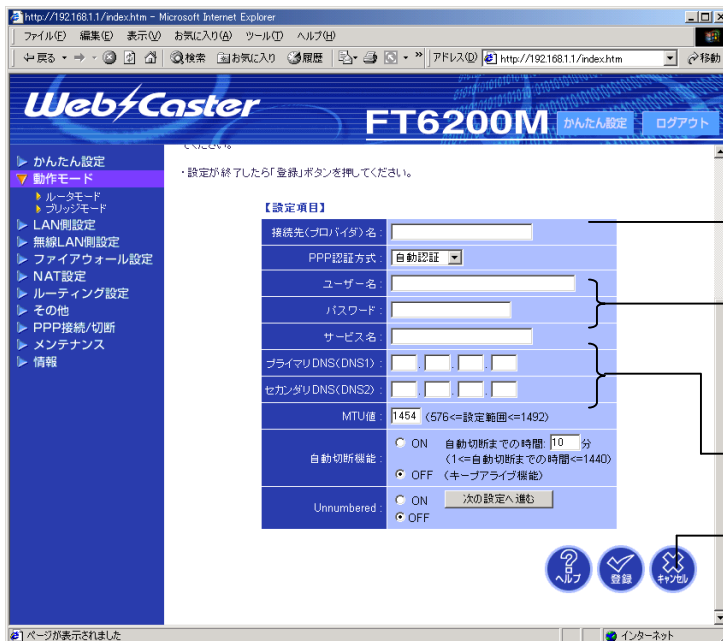 http://192.168.1.1/index.htm - Microsoft Internet Explorer
ファイル(F) 編集(E) 表示(V) お気に入り(A) ツール(T) ヘルプ(H)
戻る 検索 お気に入り 履歴 » アドレス(D) http://192.168.1.1/index.htm 移動
Web Caster
FT6200M かんたん設定 ログアウト
かんたん設定
動作モード
ルータモード
ブリッジモード
LAN側設定
無線LAN側設定
ファイアウォール設定
NAT設定
ルーティング設定
その他
PPP接続/切断
メンテナンス
情報
ください。
・設定が終了したら「登録」ボタンを押してください。
【設定項目】
接続先(プロバイダ)名:
PPP認証方式: 自動認証
ユーザー名:
パスワード:
サービス名:
プライマリDNS(DNS1): . . .
セカンダリDNS(DNS2): . . .
MTU値: 1454 (576<=設定範囲<=1492)
自動切断機能: ON 自動切断までの時間: 10 分
(1<=自動切断までの時間<=1440)
OFF (キープアライブ機能)
Unnumbered: ON 次の設定へ進む
OFF
? ヘルプ 登録 キャンセル
ページが表示されました インターネット